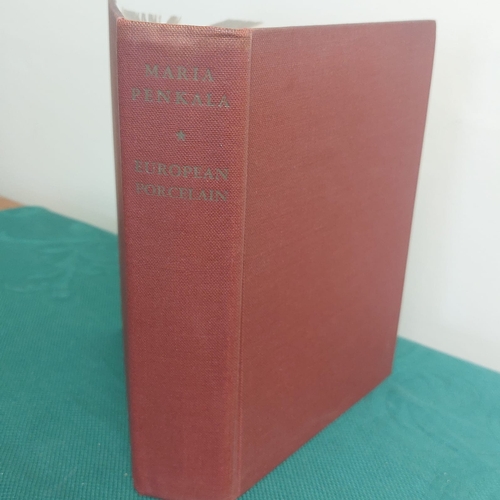 MARIA
PENKALA
*
EUROPEAN
PORCELAIN